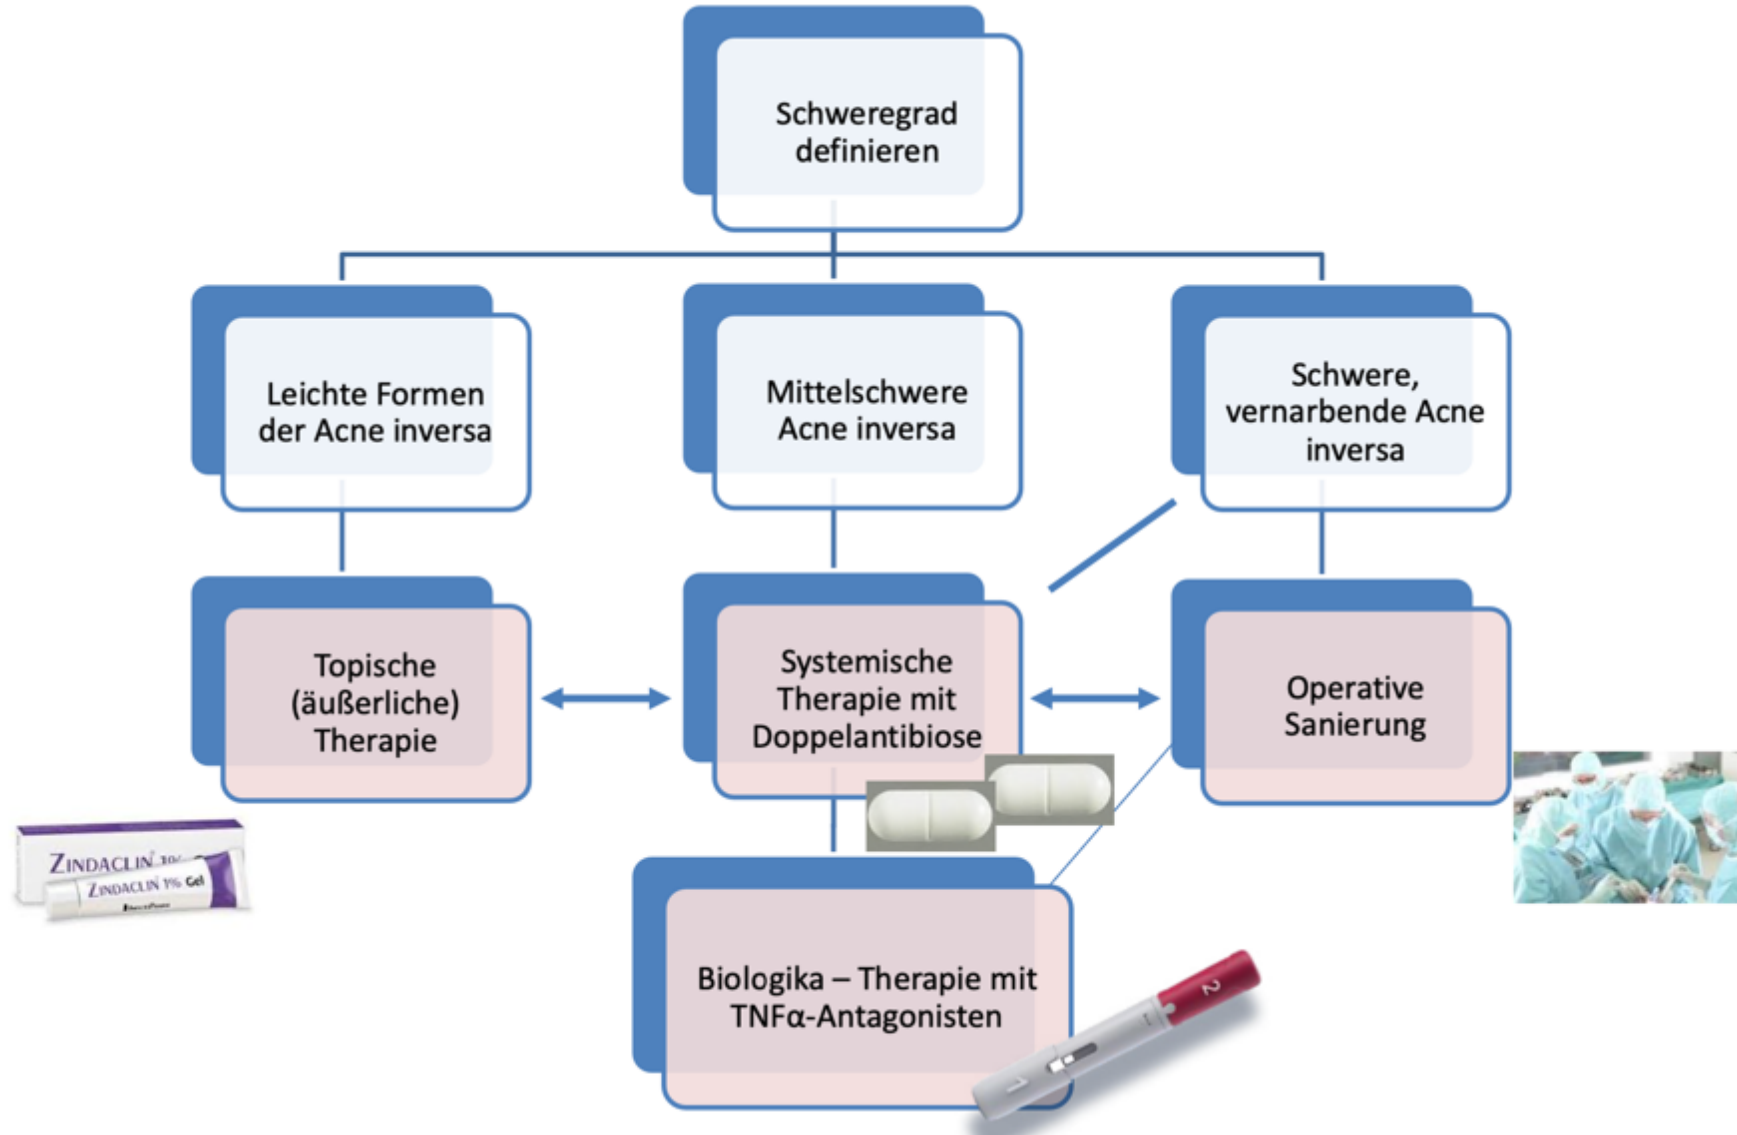 Schweregrad
definieren
Leichte Formen
der Acne inversa
Mittelschwere
Acne inversa
Schwere,
vernarbende Acne
inversa
Topische
(äußerliche)
Therapie
Systemische
Therapie mit
Doppelantibiose
Operative
Sanierung
ZINDACLIN 1%
ZINDACLIN 1% Gel
Biologika – Therapie mit
TNFα-Antagonisten
2
1